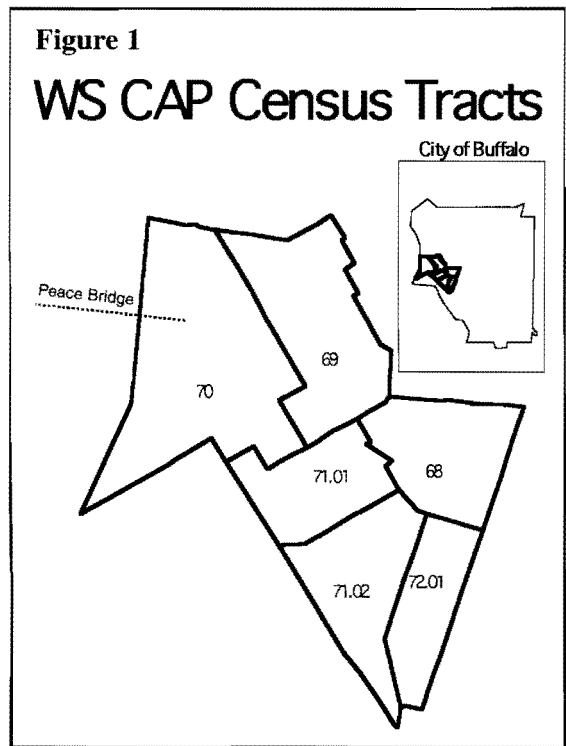 Figure 1
WS CAP Census Tracts
City of Buffalo
Peace Bridge
69
70
71.01
68
71.02
72.01